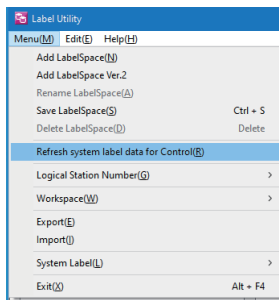 Label Utility
Menu(M) Edit(E) Help(H)
Add LabelSpace(N)
Add LabelSpace Ver.2
Rename LabelSpace(A)
Save LabelSpace(S) Ctrl + S
Delete LabelSpace(D) Delete
Refresh system label data for Control(R)
Logical Station Number(G) >
Workspace(W) >
Export(E)
Import(I)
System Label(L) >
Exit(X) Alt + F4